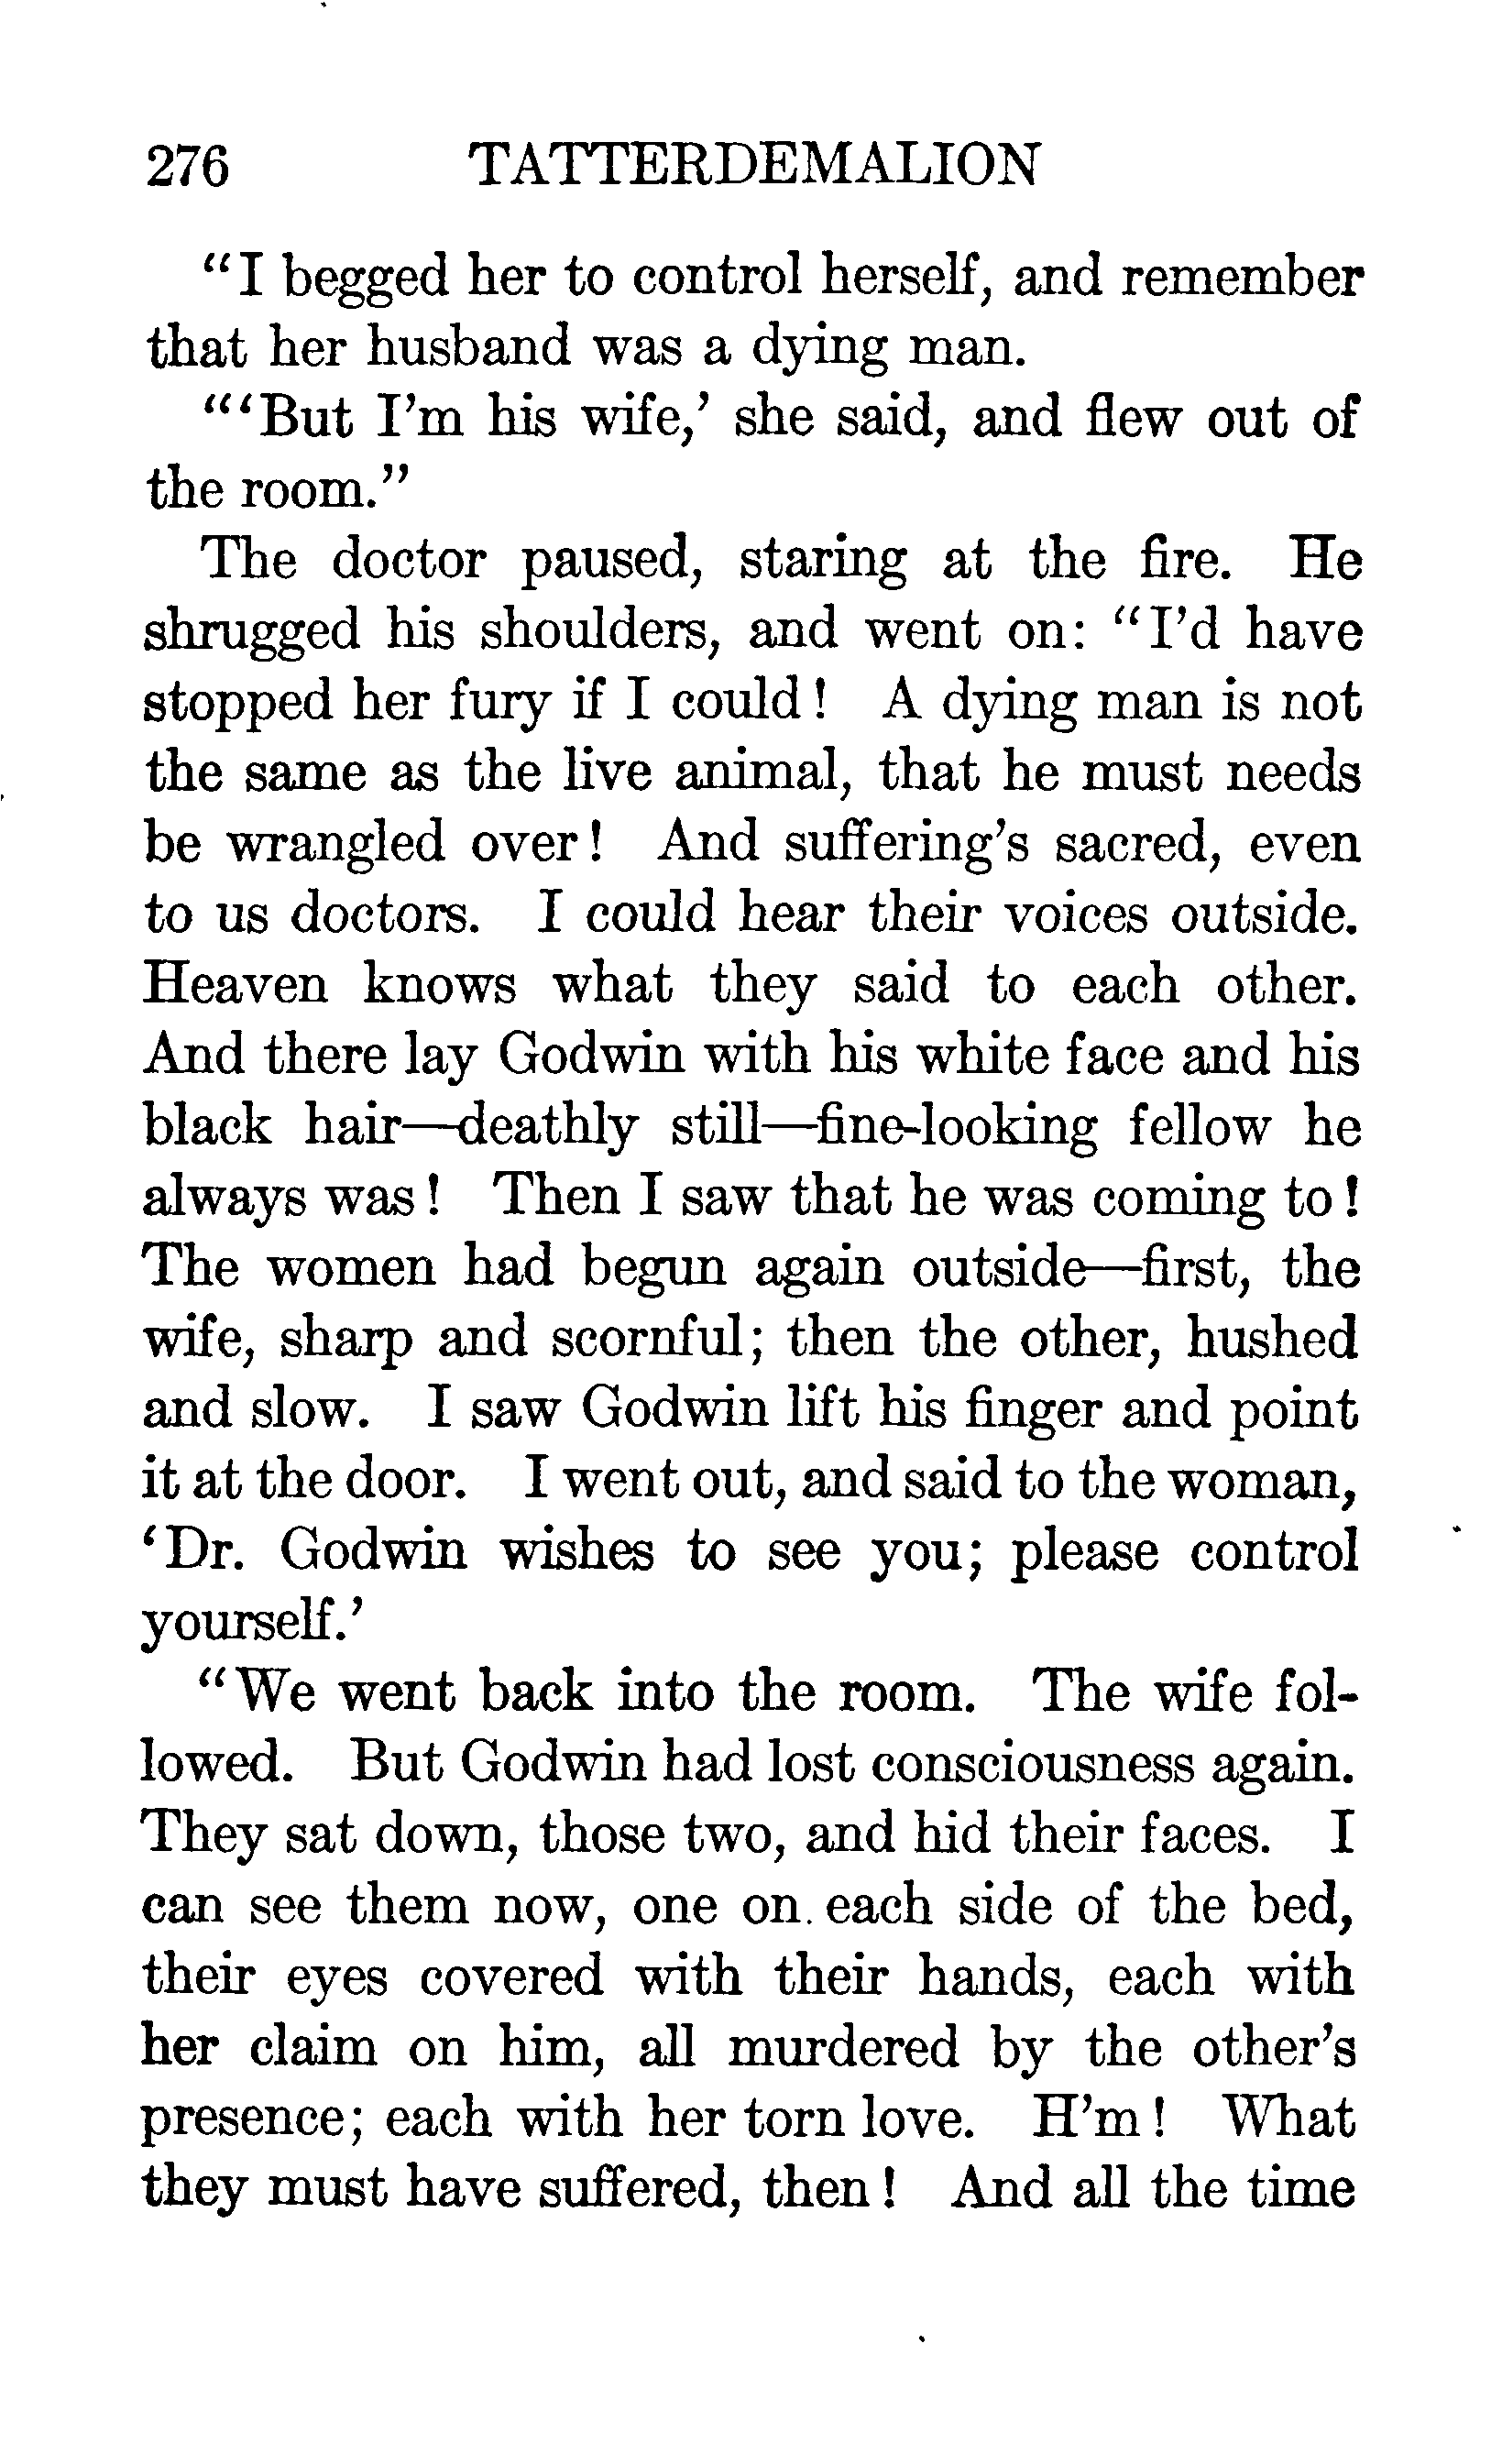 276 TATTERDEMALION
"I begged her to control herself, and remember
that her husband was a dying man.
"'But I'm his wife,' she said, and flew out of
the room."
The doctor paused, staring at the fire. He
shrugged his shoulders, and went on: "I'd have
stopped her fury if I could! A dying man is not
the same as the live animal, that he must needs
be wrangled over! And suffering's sacred, even
to us doctors. I could hear their voices outside.
Heaven knows what they said to each other.
And there lay Godwin with his white face and his
black hair—deathly still—fine-looking fellow he
always was! Then I saw that he was coming to!
The women had begun again outside—first, the
wife, sharp and scornful; then the other, hushed
and slow. I saw Godwin lift his finger and point
it at the door. I went out, and said to the woman,
'Dr. Godwin wishes to see you; please control
yourself.'
"We went back into the room. The wife fol-
lowed. But Godwin had lost consciousness again.
They sat down, those two, and hid their faces. I
can see them now, one on each side of the bed,
their eyes covered with their hands, each with
her claim on him, all murdered by the other's
presence; each with her torn love. H'm! What
they must have suffered, then! And all the time